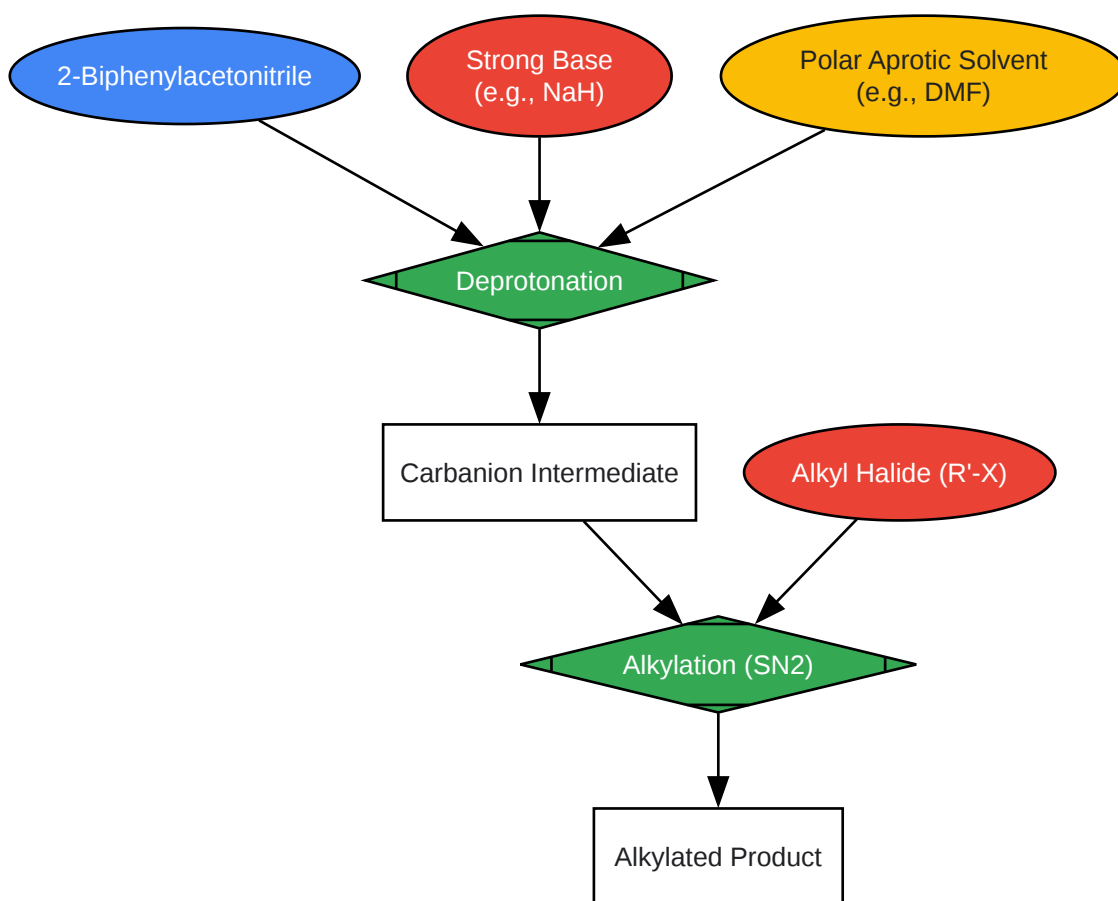 2-Biphenylacetonitrile
Strong Base
(e.g., NaH)
Polar Aprotic Solvent
(e.g., DMF)
Deprotonation
Carbanion Intermediate
Alkyl Halide (R'-X)
Alkylation (SN2)
Alkylated Product